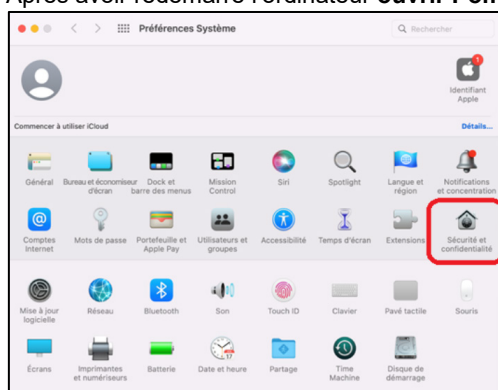 Après avoir redémarré l'ordinateur
Préférences Système
Rechercher
1
Identifiant
Apple
Commencer à utiliser iCloud
Détails...
Général
Bureau et économiseur
d'écran
Dock et
barre des menus
Mission
Control
Siri
Spotlight
Langue et
région
Notifications
et concentration
Comptes
Internet
Mots de passe
Portefeuille et
Apple Pay
Utilisateurs et
groupes
Accessibilité
Temps d'écran
Extensions
Sécurité et
confidentialité
Mise à jour
logicielle
Réseau
Bluetooth
Son
Touch ID
Clavier
Pavé tactile
Souris
Écrans
Imprimantes
et numériseurs
Batterie
Date et heure
Partage
Time
Machine
Disque de
démarrage